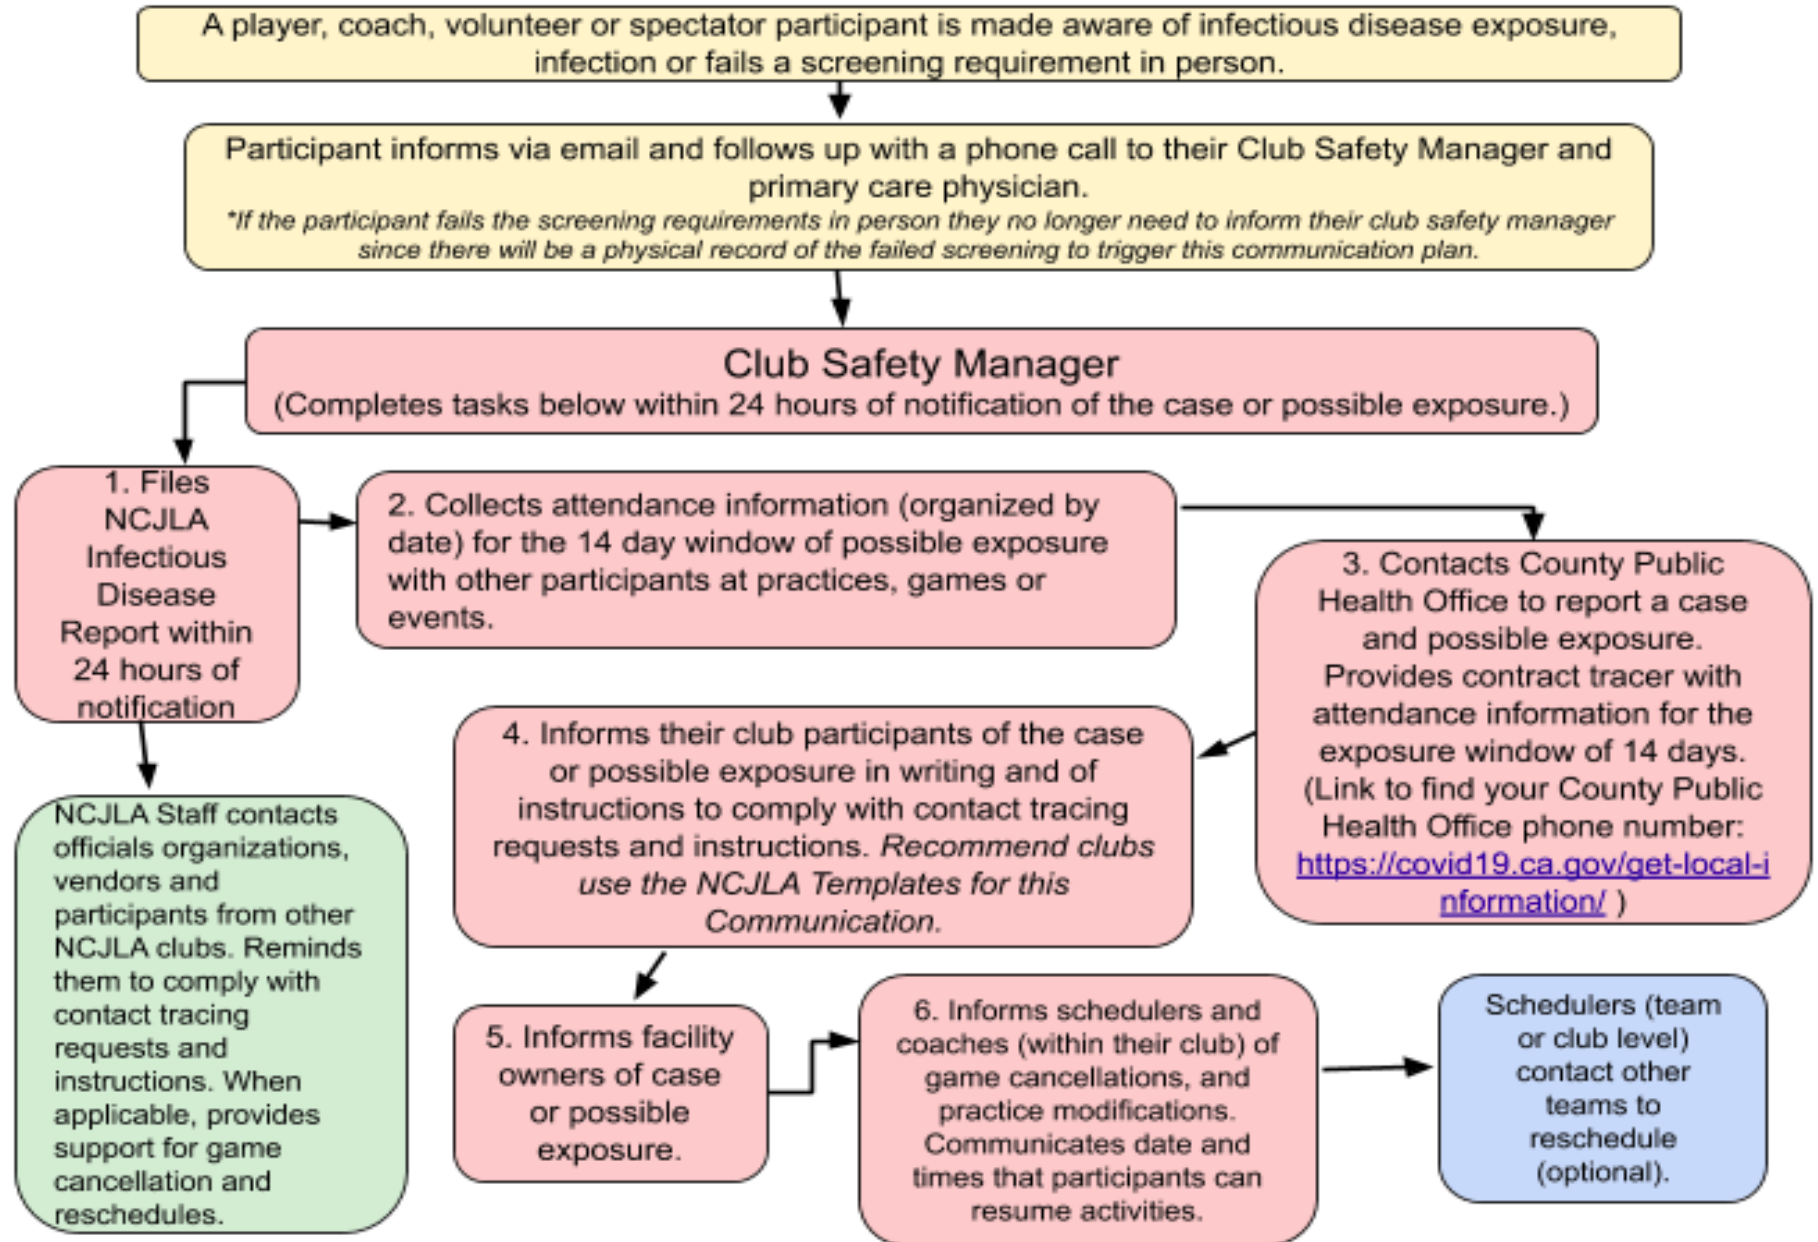 A player, coach, volunteer or spectator participant is made aware of infectious disease exposure,
infection or fails a screening requirement in person.
Participant informs via email and follows up with a phone call to their Club Safety Manager and
primary care physician.
*If the participant fails the screening requirements in person they no longer need to inform their club safety manager
since there will be a physical record of the failed screening to trigger this communication plan.
Club Safety Manager
(Completes tasks below within 24 hours of notification of the case or possible exposure.)
1. Files
NCJLA
Infectious
Disease
Report within
24 hours of
notification
2. Collects attendance information (organized by
date) for the 14 day window of possible exposure
with other participants at practices, games or
events.
3. Contacts County Public
Health Office to report a case
and possible exposure.
Provides contract tracer with
attendance information for the
exposure window of 14 days.
(Link to find your County Public
Health Office phone number:
https://covid19.ca.gov/get-local-i
nformation/ )
4. Informs their club participants of the case
or possible exposure in writing and of
instructions to comply with contact tracing
requests and instructions. Recommend clubs
use the NCJLA Templates for this
Communication.
NCJLA Staff contacts
officials organizations,
vendors and
participants from other
NCJLA clubs. Reminds
them to comply with
contact tracing
requests and
instructions. When
applicable, provides
support for game
cancellation and
reschedules.
5. Informs facility
owners of case
or possible
exposure.
6. Informs schedulers and
coaches (within their club) of
game cancellations, and
practice modifications.
Communicates date and
times that participants can
resume activities.
Schedulers (team
or club level)
contact other
teams to
reschedule
(optional).